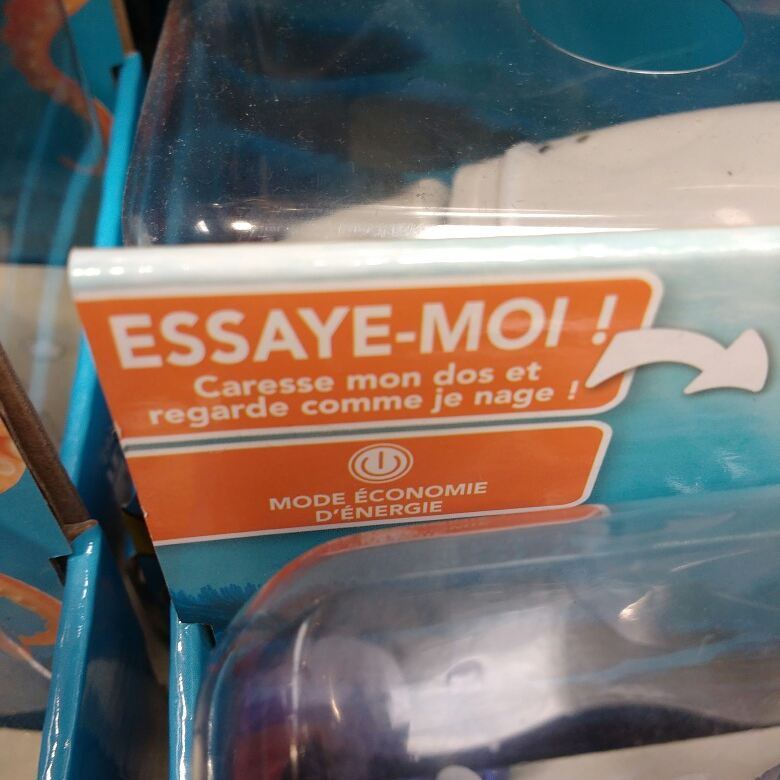 ESSAYE-MOI !
Caresse mon dos et
regarde comme je nage !
MODE ÉCONOMIE
D'ÉNERGIE